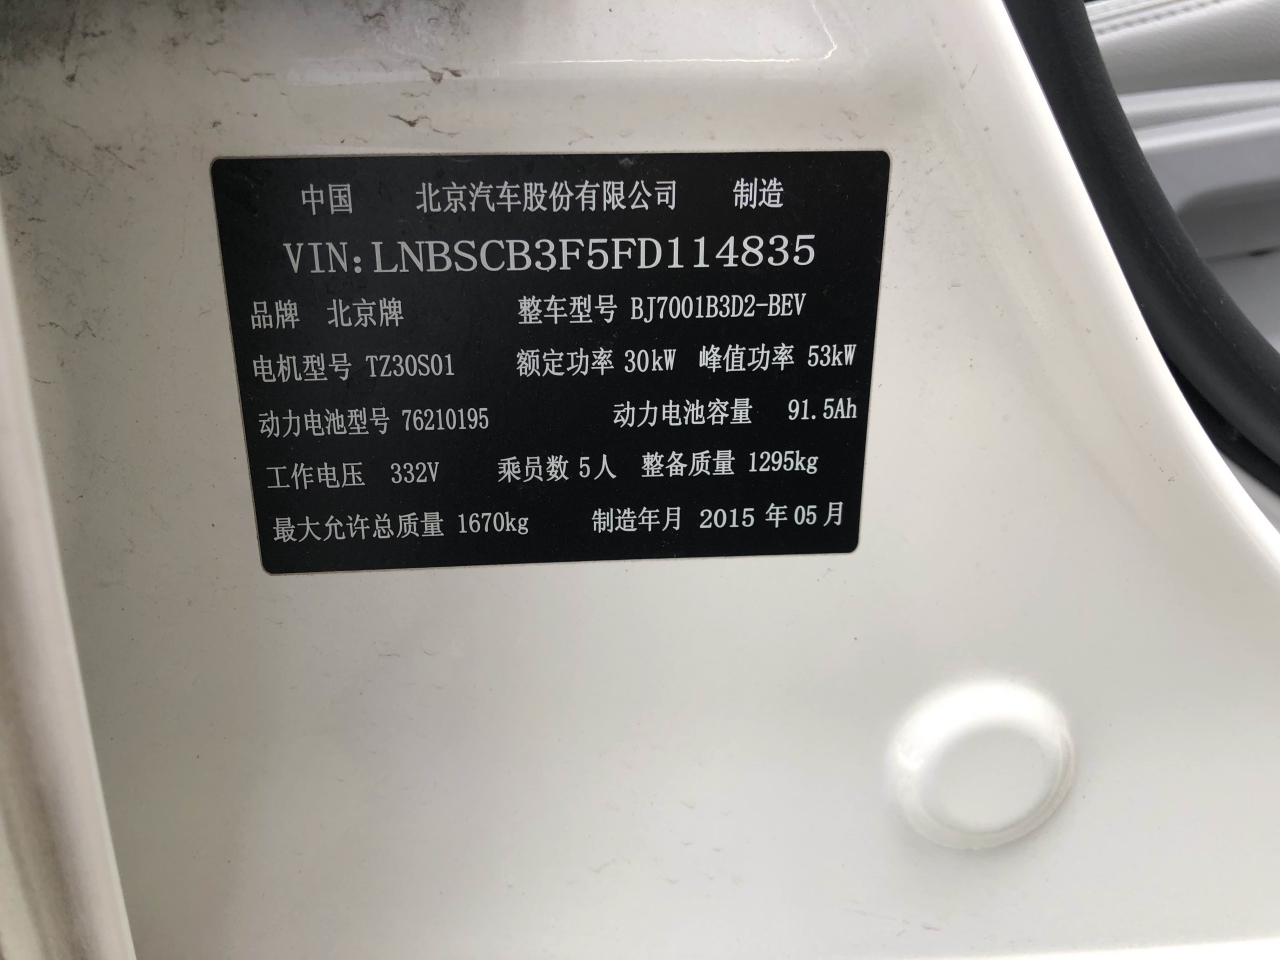 中国 北京汽车股份有限公司 制造
VIN:LNBSCB3F5FD114835
品牌 北京牌 整车型号 BJ7001B3D2-BEV
电机型号 TZ30S01 额定功率 30kW 峰值功率 53kW
动力电池型号 76210195 动力电池容量 91.5Ah
工作电压 332V 乘员数 5人 整备质量 1295kg
最大允许总质量 1670kg 制造年月 2015 年 05 月